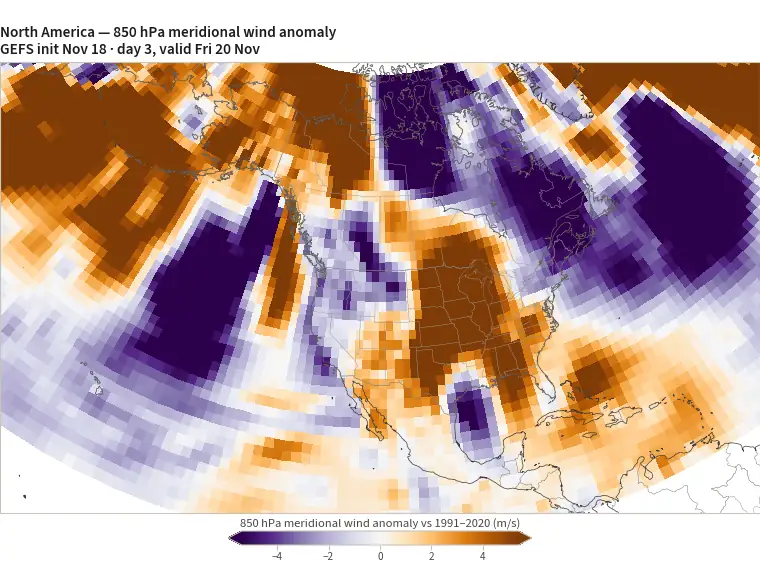 North America — 850 hPa meridional wind anomaly
GEFS init Nov 18 · day 3, valid Fri 20 Nov
850 hPa meridional wind anomaly vs 1991–2020 (m/s)
−4 −2 0 2 4